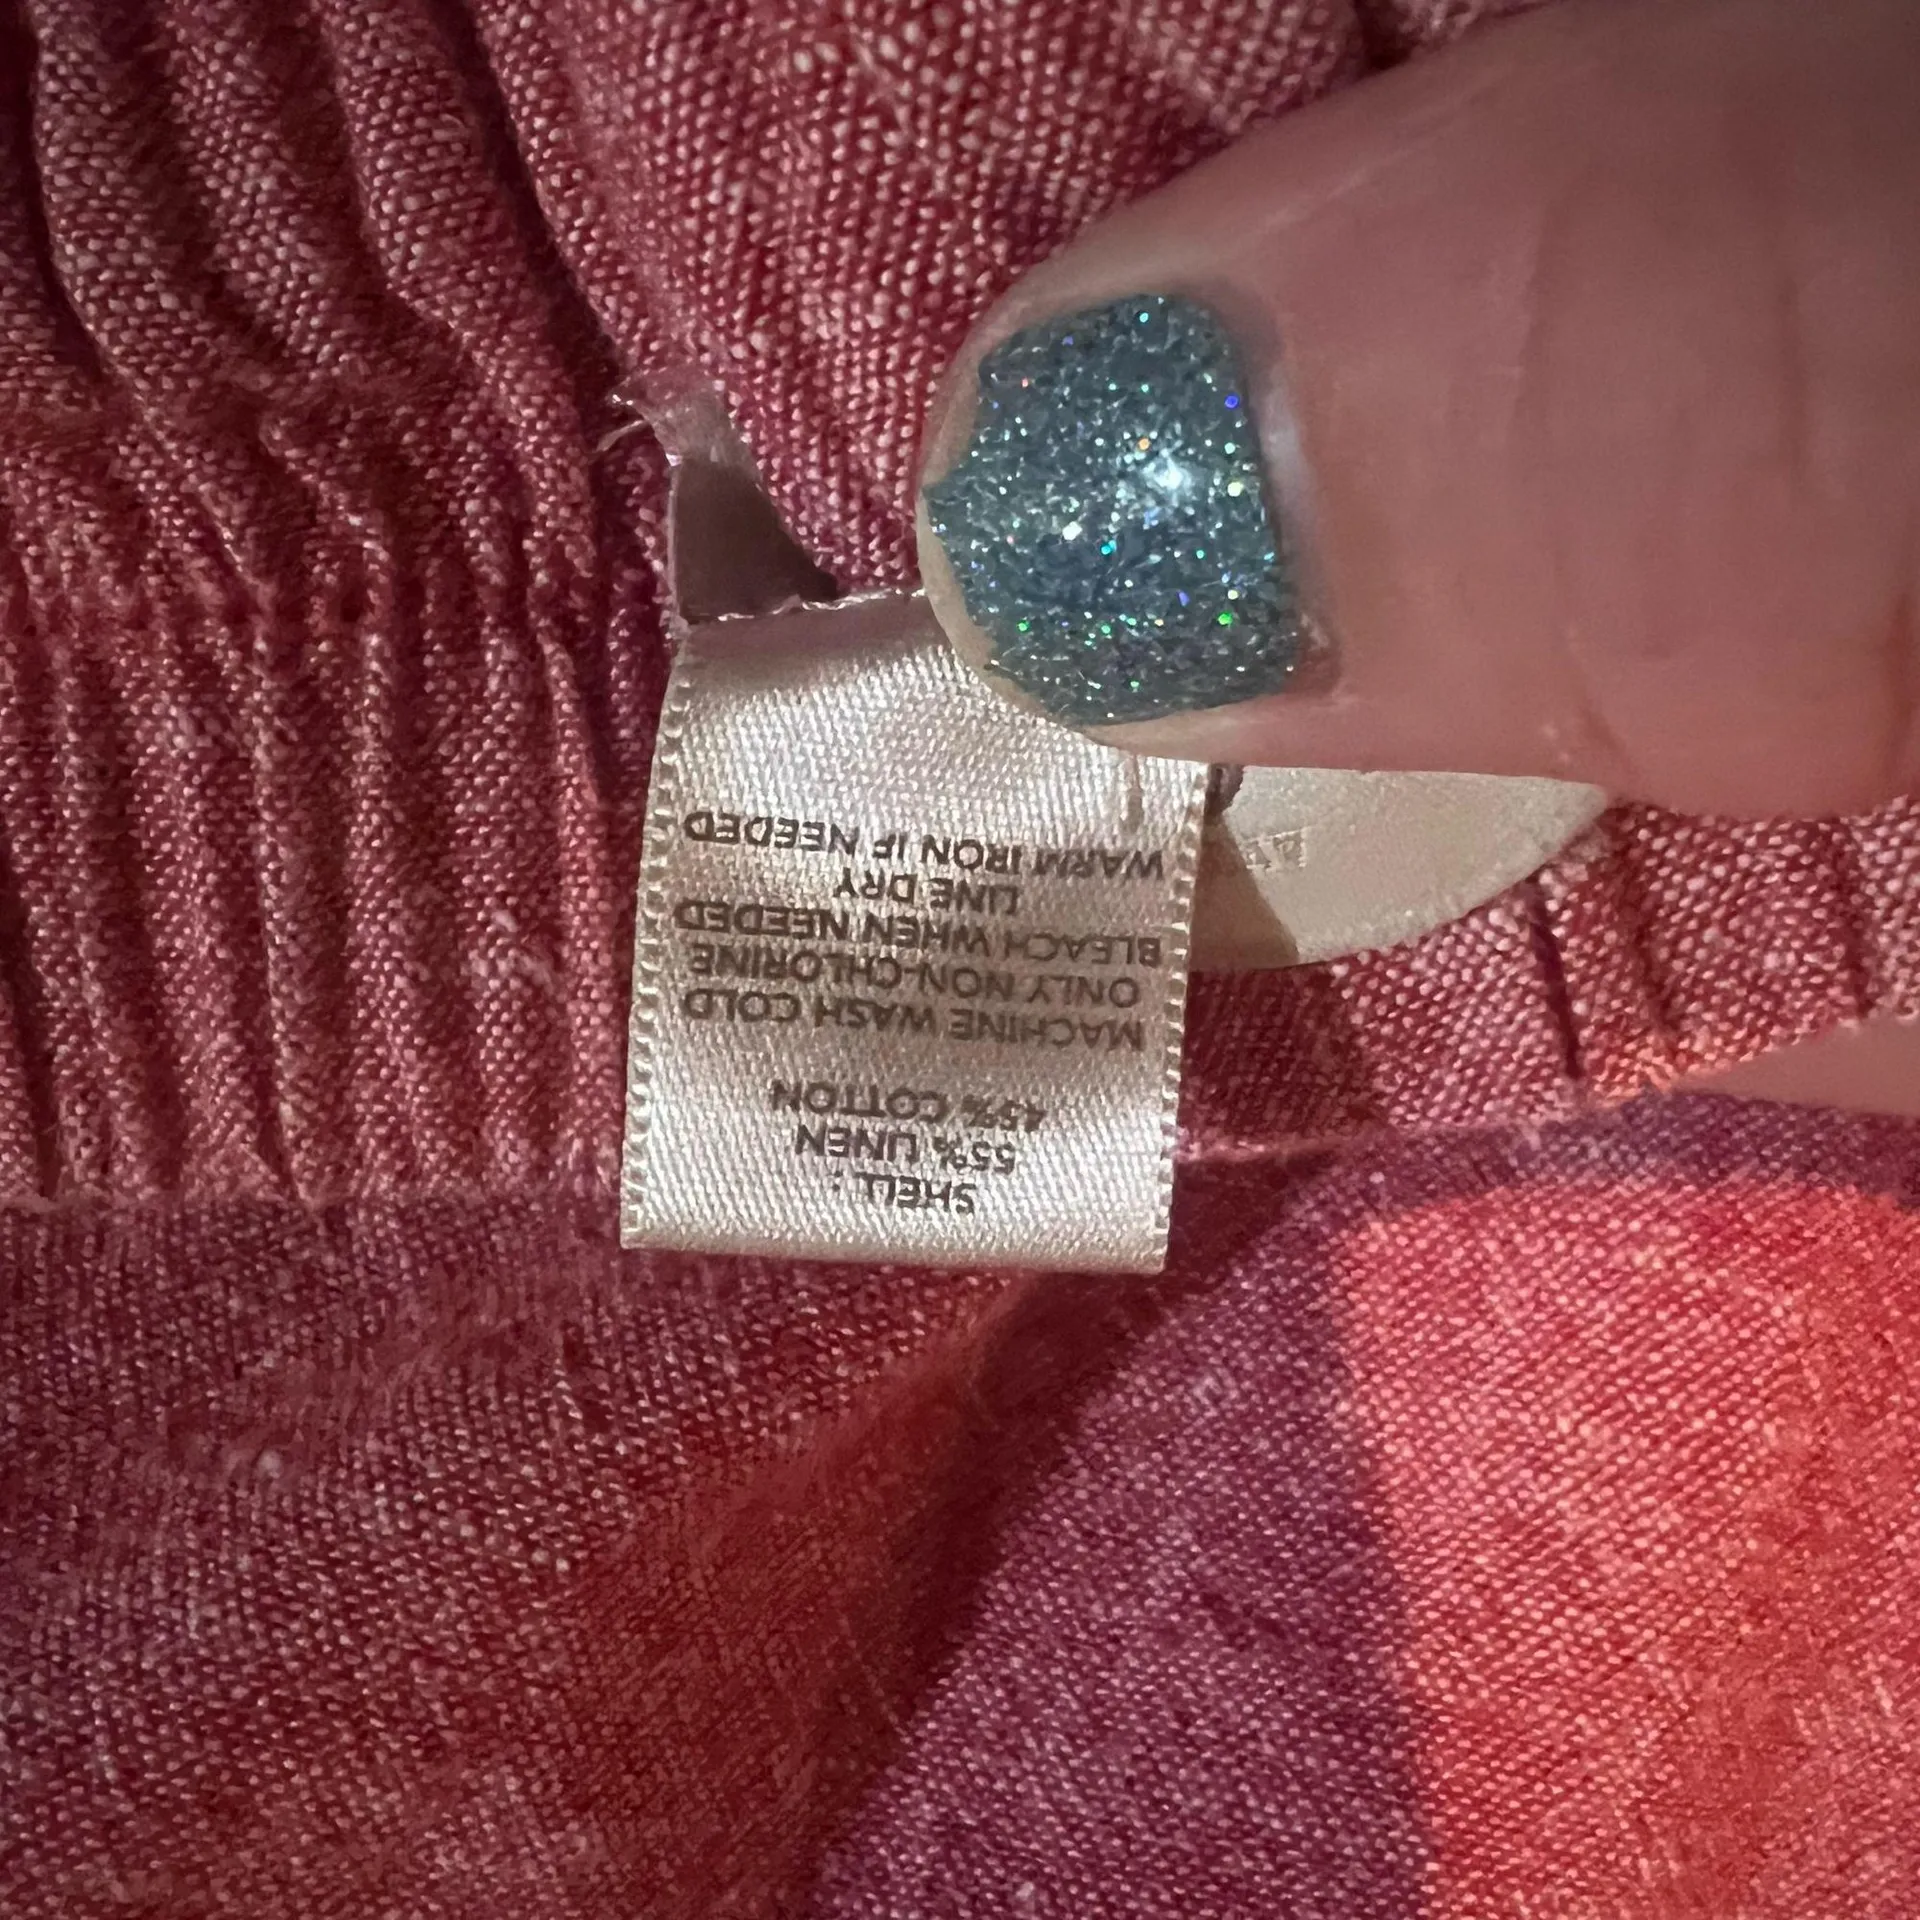 SHELL :
55% LINEN
45% COTTON
MACHINE WASH COLD
ONLY NON-CHLORINE
BLEACH WHEN NEEDED
LINE DRY
WARM IRON IF NEEDED